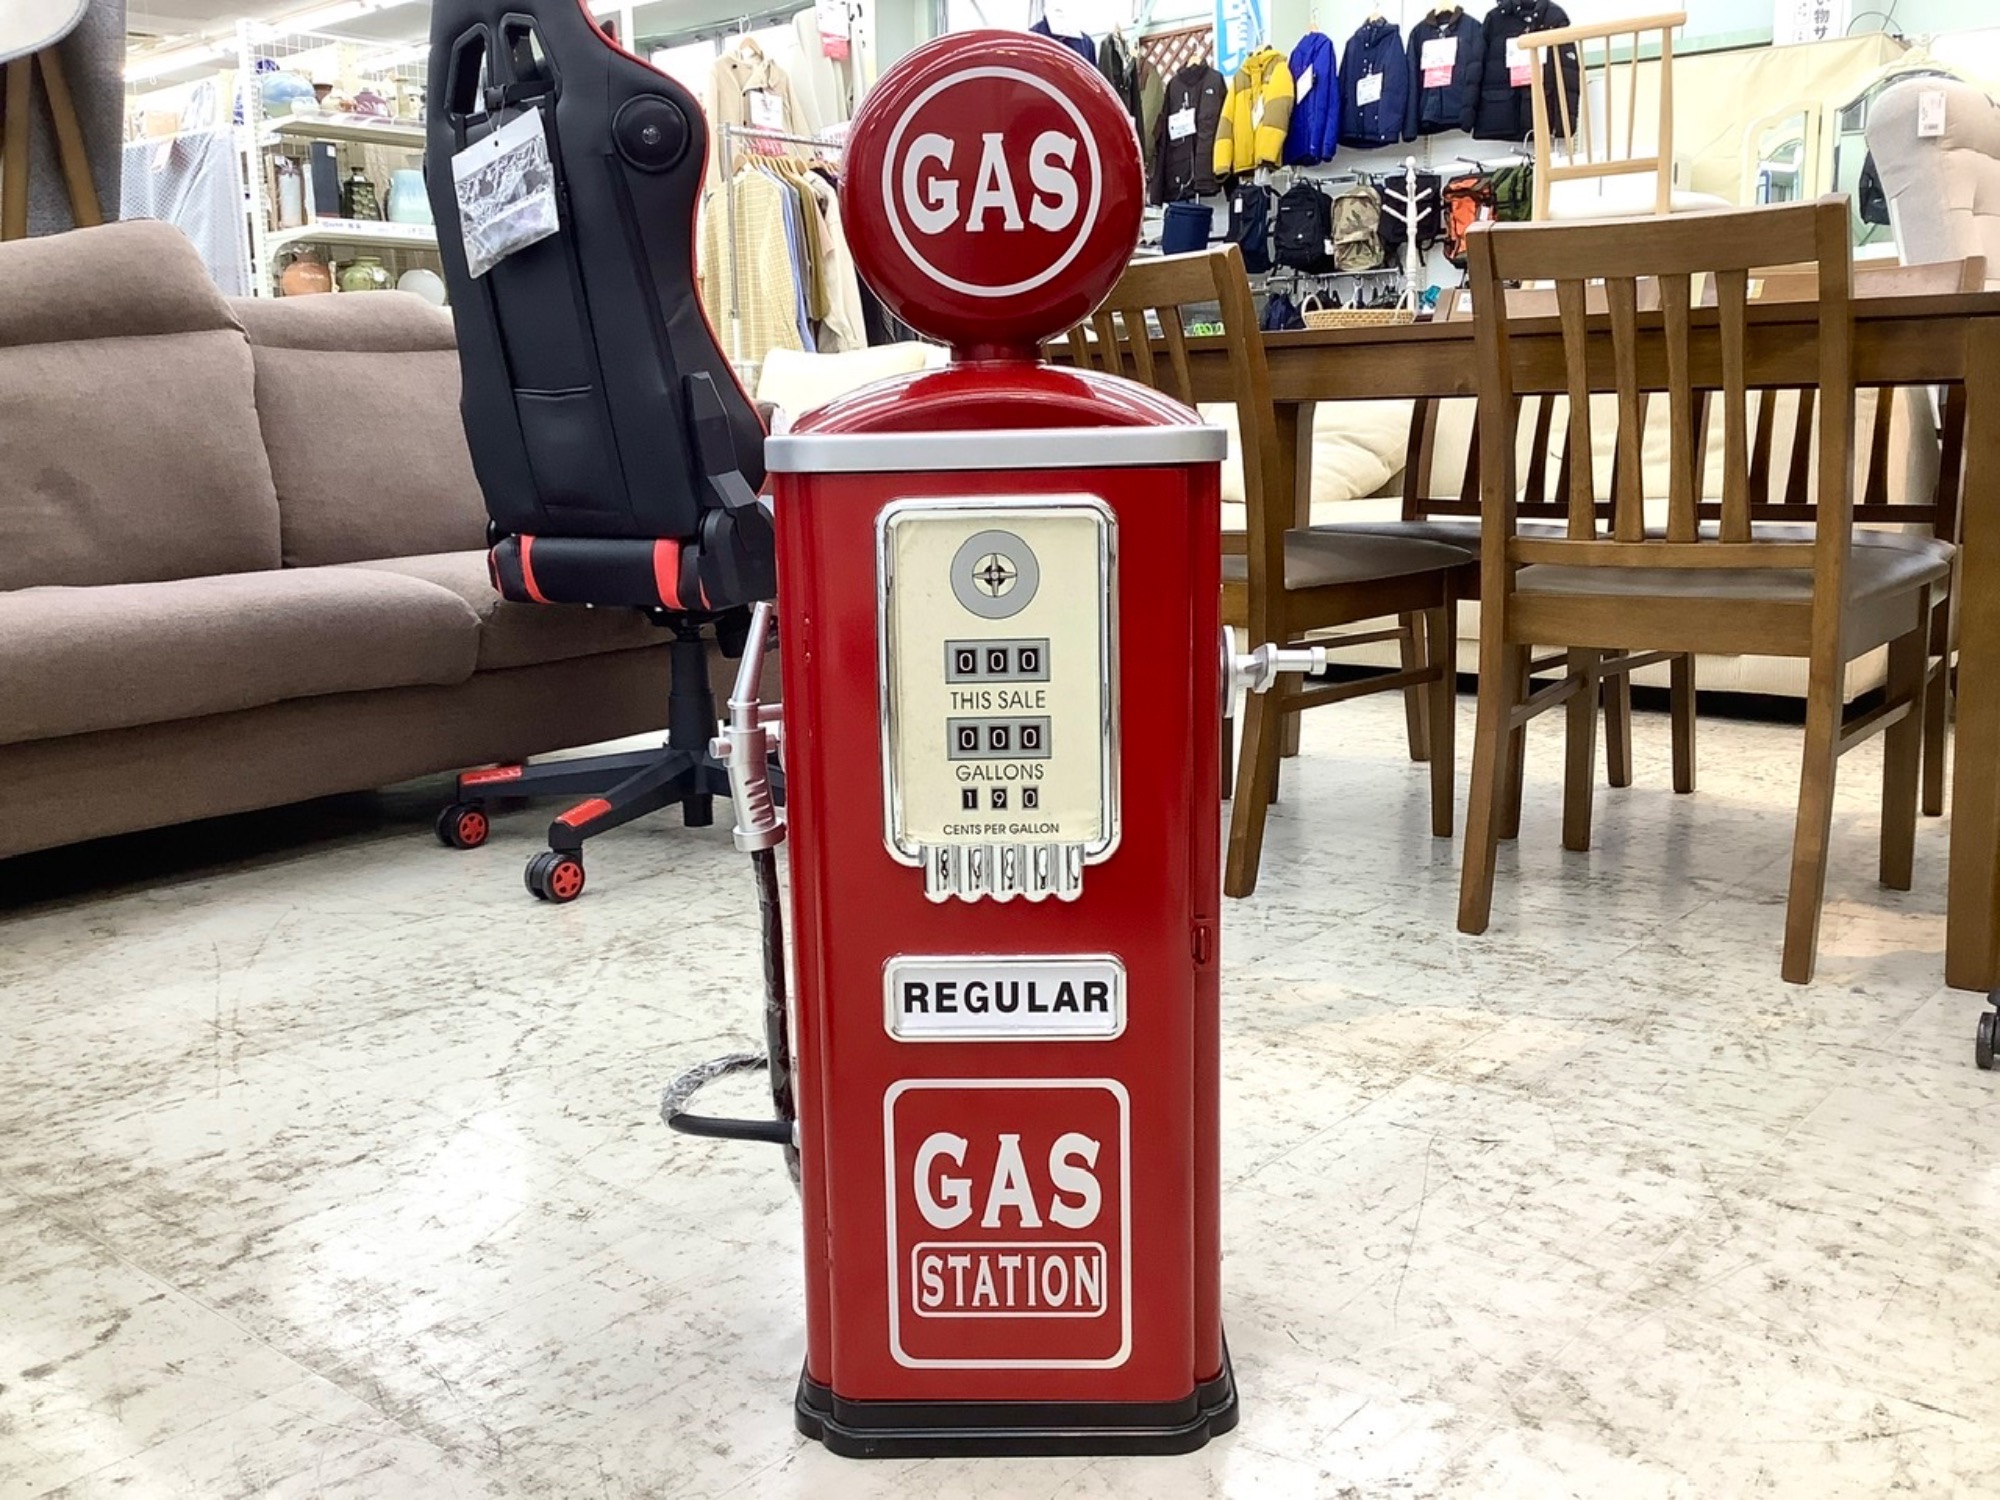 GAS
000
THIS SALE
000
GALLONS
190
CENTS PER GALLON
REGULAR
GAS
STATION